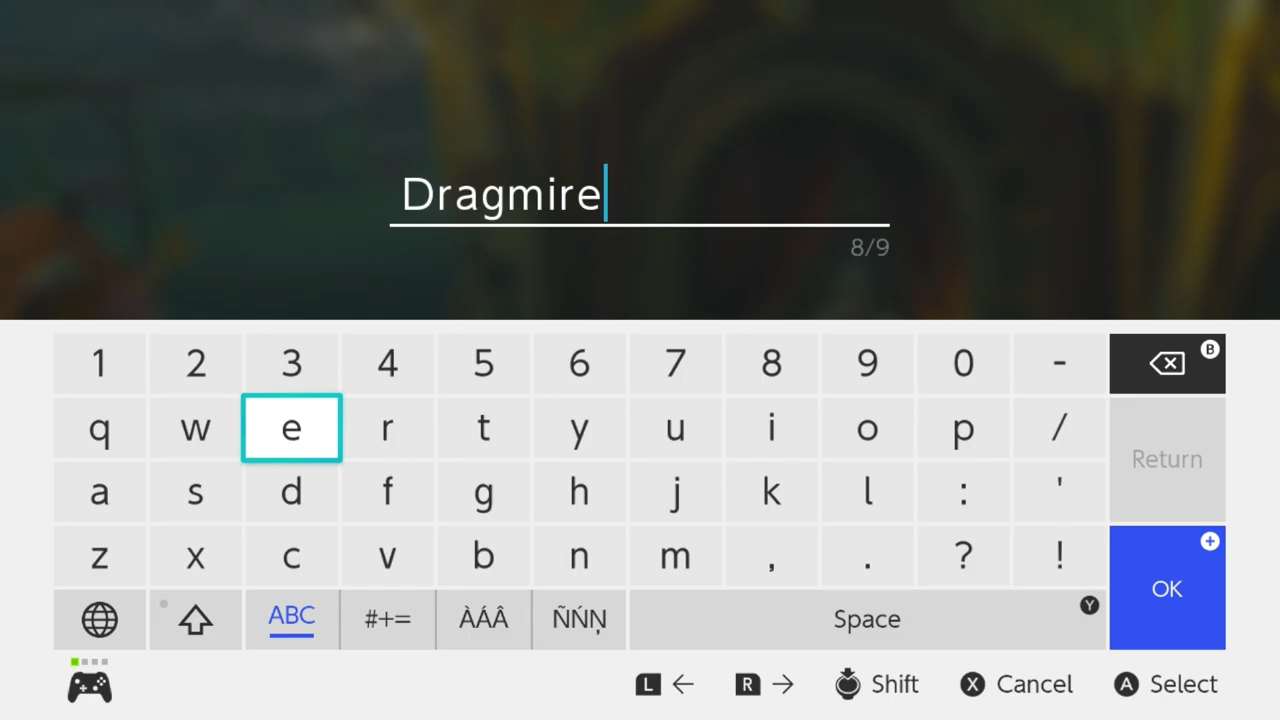 Dragmire
8/9
1 2 3 4 5 6 7 8 9 0 - B
q w e r t y u i o p /
Return
a s d f g h j k l : '
z x c v b n m , . ? ! +
OK
ABC #+= ÀÁÂ ÑŃŅ Space Y
L ← R → Shift X Cancel A Select